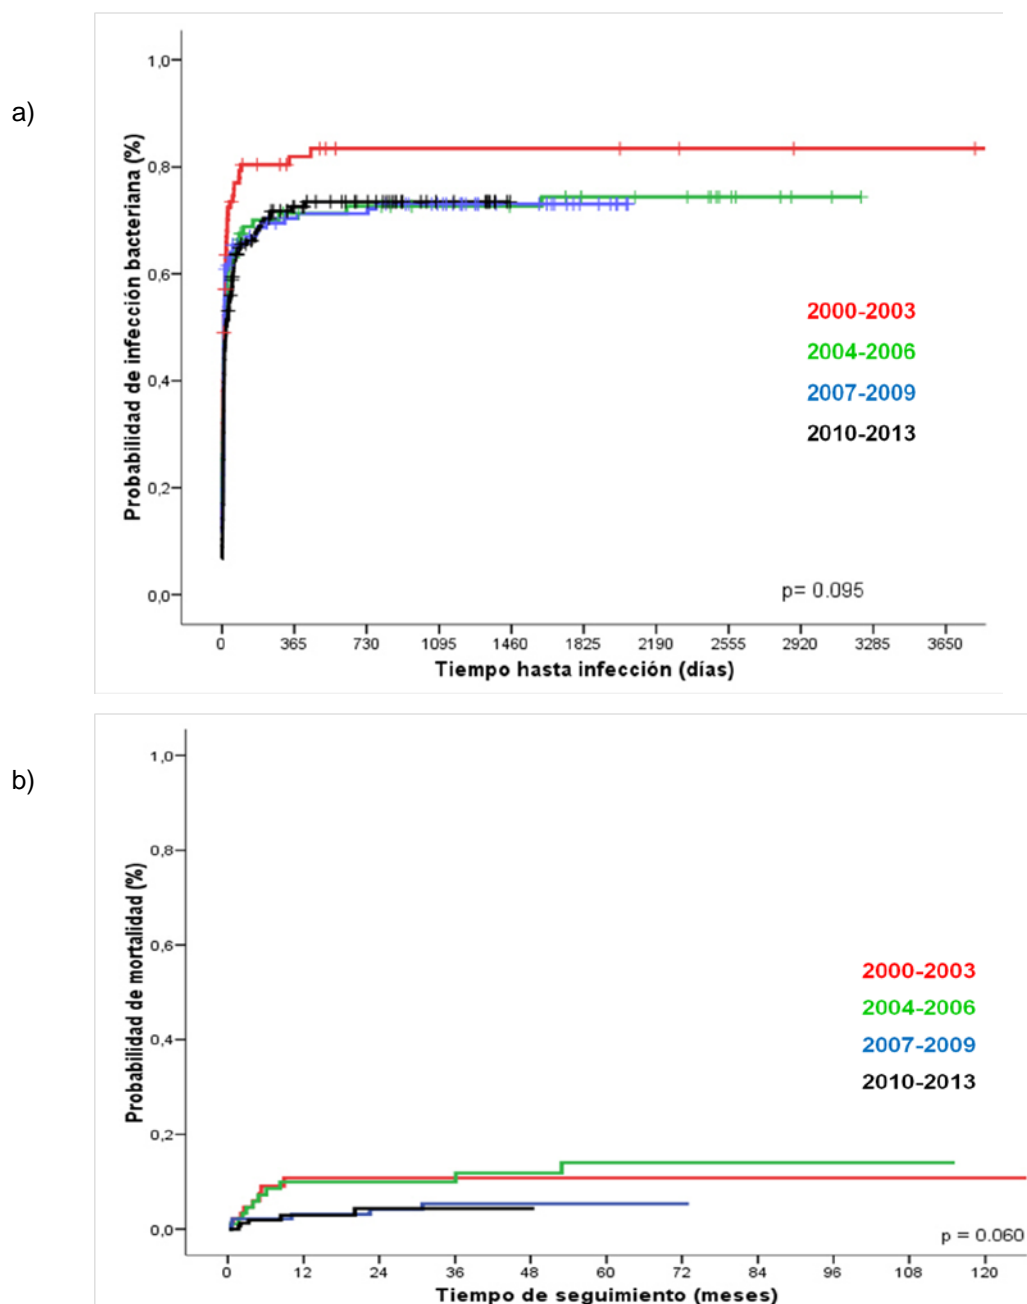 a)
Probabilidad de infección bacteriana (%)
1,0
0,8
0,6
0,4
0,2
0,0
2000-2003
2004-2006
2007-2009
2010-2013
p= 0.095
0 365 730 1095 1460 1825 2190 2555 2920 3285 3650
Tiempo hasta infección (días)
b)
Probabilidad de mortalidad (%)
1,0
0,8
0,6
0,4
0,2
0,0
2000-2003
2004-2006
2007-2009
2010-2013
p = 0.060
0 12 24 36 48 60 72 84 96 108 120
Tiempo de seguimiento (meses)